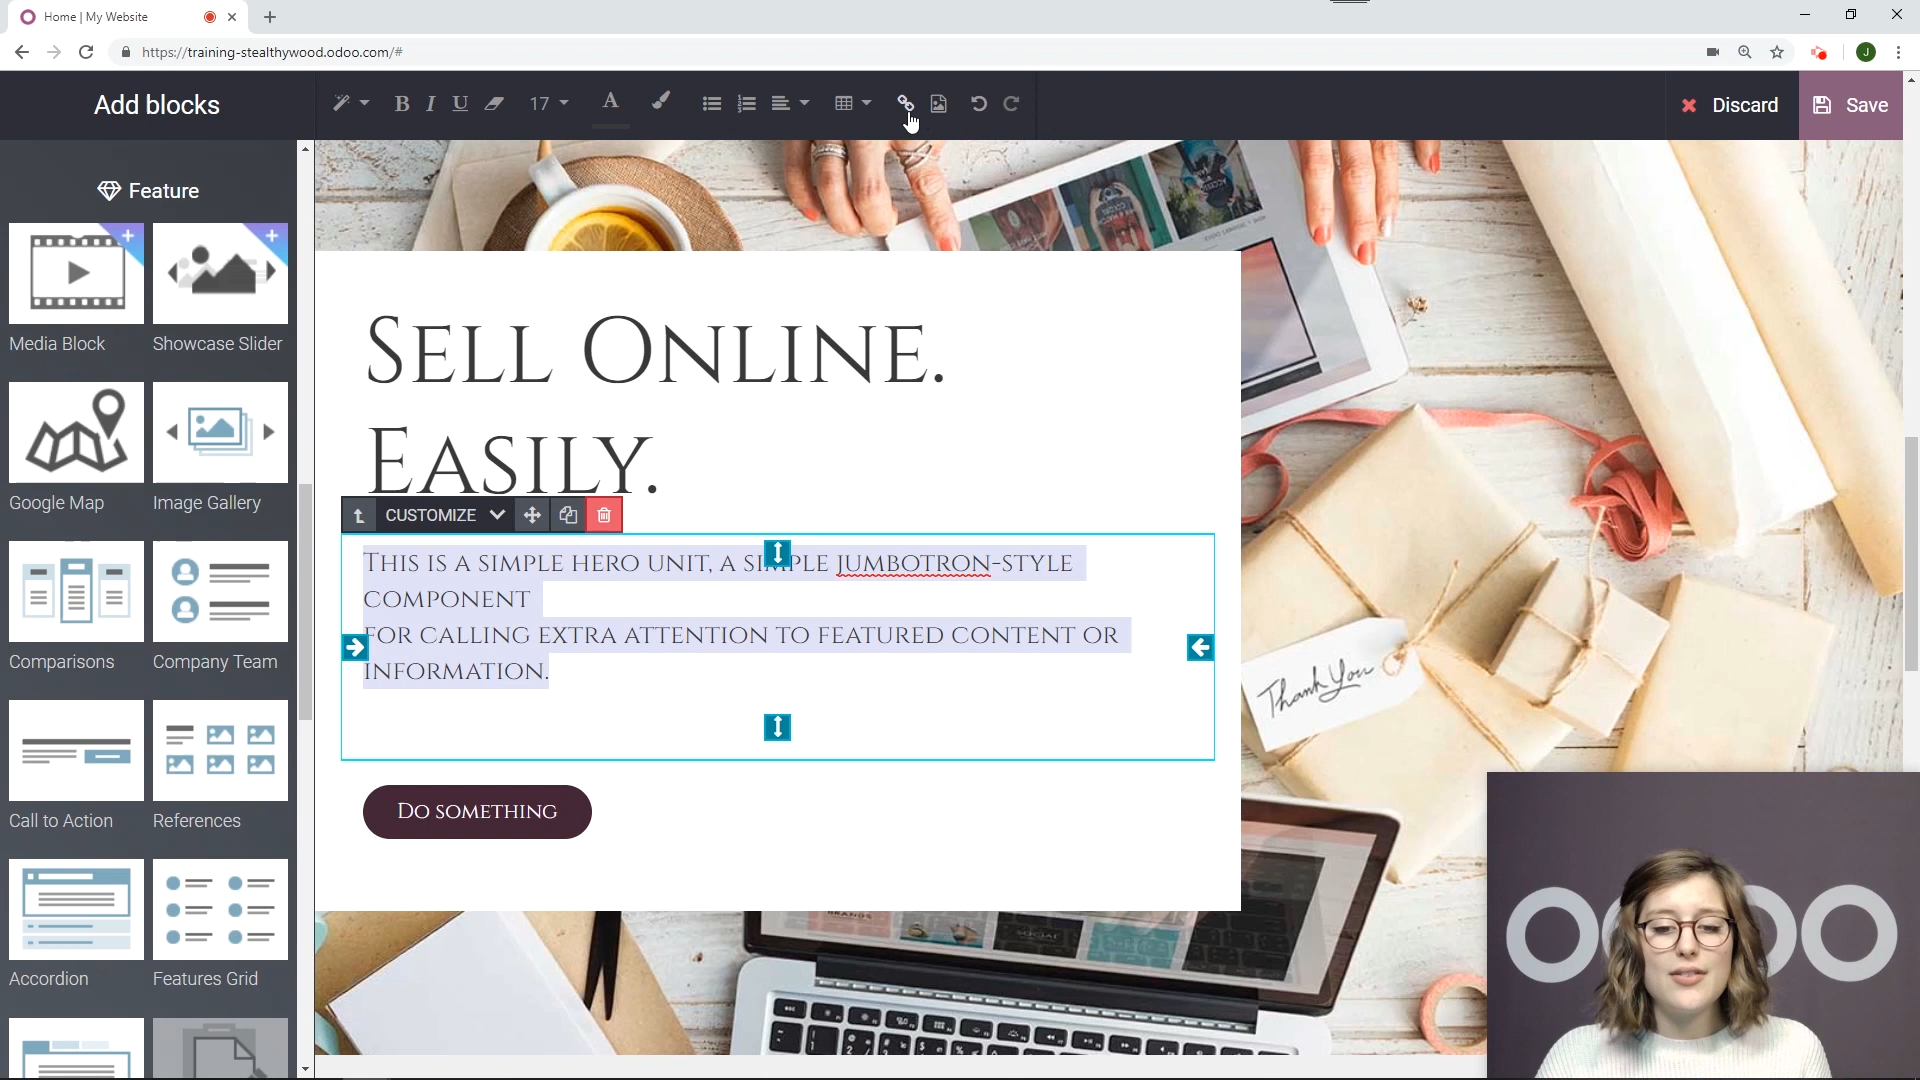 Home | My Website
https://training-stealthywood.odoo.com/#
J
Add blocks
B I U 17 A
Discard
Save
Feature
Media Block
Showcase Slider
Google Map
Image Gallery
Comparisons
Company Team
Call to Action
References
Accordion
Features Grid
Sell Online.
Easily.
CUSTOMIZE
This is a simple hero unit, a simple jumbotron-style
component
for calling extra attention to featured content or
information.
Do something
Thank You
BRANDS
SOCIAL
odoo